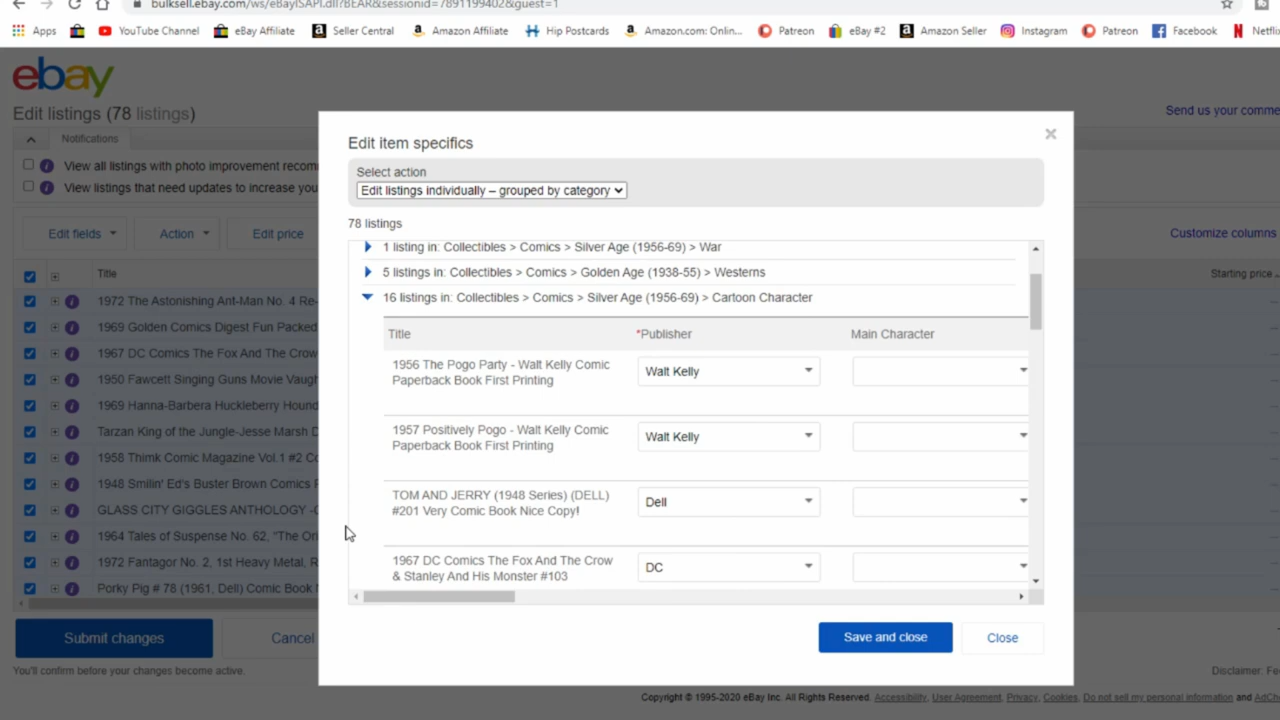 bulksell.ebay.com/ws/eBayISAPI.dll?BEAR&sessionid=7891199402&guest=1
Apps YouTube Channel eBay Affiliate Seller Central Amazon Affiliate Hip Postcards Amazon.com: Onlin... Patreon eBay #2 Amazon Seller Instagram Patreon Facebook
ebay
Edit listings (78 listings)
Send us your
Notifications
View all listings with photo improvement
View listings that need updates to increase
Edit fields
Action
Edit price
Customize columns
Title
Starting price
1972 The Astonishing Ant-Man No. 4
1969 Golden Comics Digest Fun Packed
1967 DC Comics The Fox And The Crow
1950 Fawcett Singing Guns Movie
1969 Hanna-Barbera Huckleberry Hound
Tarzan King of the Jungle-Jesse Marsh
1958 Thimk Comic Magazine Vol.1 #2
1948 Smilin' Ed's Buster Brown Comics
GLASS CITY GIGGLES ANTHOLOGY
1964 Tales of Suspense No. 62, "The
1972 Fantagor No. 2, 1st Heavy Metal,
Porky Pig # 78 (1961, Dell) Comic Book
Submit changes
Cancel
You'll confirm before your changes become active.
Edit item specifics
Select action
Edit listings individually – grouped by category
78 listings
1 listing in: Collectibles > Comics > Silver Age (1956-69) > War
5 listings in: Collectibles > Comics > Golden Age (1938-55) > Westerns
16 listings in: Collectibles > Comics > Silver Age (1956-69) > Cartoon Character
Title *Publisher Main Character
1956 The Pogo Party - Walt Kelly Comic
Paperback Book First Printing
Walt Kelly
1957 Positively Pogo - Walt Kelly Comic
Paperback Book First Printing
Walt Kelly
TOM AND JERRY (1948 Series) (DELL)
#201 Very Comic Book Nice Copy!
Dell
1967 DC Comics The Fox And The Crow
& Stanley And His Monster #103
DC
Save and close
Close
Disclaimer:
Copyright © 1995-2020 eBay Inc. All Rights Reserved. Accessibility, User Agreement, Privacy, Cookies, Do not sell my personal information and